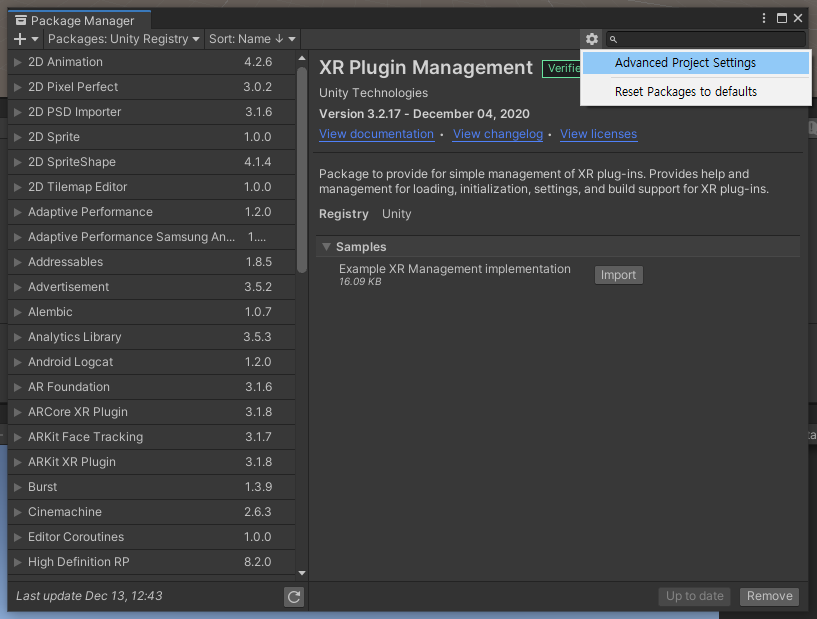 Package Manager
Packages: Unity Registry
Sort: Name ↓
Advanced Project Settings
Reset Packages to defaults
2D Animation 4.2.6
2D Pixel Perfect 3.0.2
2D PSD Importer 3.1.6
2D Sprite 1.0.0
2D SpriteShape 4.1.4
2D Tilemap Editor 1.0.0
Adaptive Performance 1.2.0
Adaptive Performance Samsung An... 1....
Addressables 1.8.5
Advertisement 3.5.2
Alembic 1.0.7
Analytics Library 3.5.3
Android Logcat 1.2.0
AR Foundation 3.1.6
ARCore XR Plugin 3.1.8
ARKit Face Tracking 3.1.7
ARKit XR Plugin 3.1.8
Burst 1.3.9
Cinemachine 2.6.3
Editor Coroutines 1.0.0
High Definition RP 8.2.0
Last update Dec 13, 12:43
XR Plugin Management Verifie
Unity Technologies
Version 3.2.17 - December 04, 2020
View documentation • View changelog • View licenses
Package to provide for simple management of XR plug-ins. Provides help and
management for loading, initialization, settings, and build support for XR plug-ins.
Registry Unity
Samples
Example XR Management implementation Import
16.09 KB
Up to date Remove